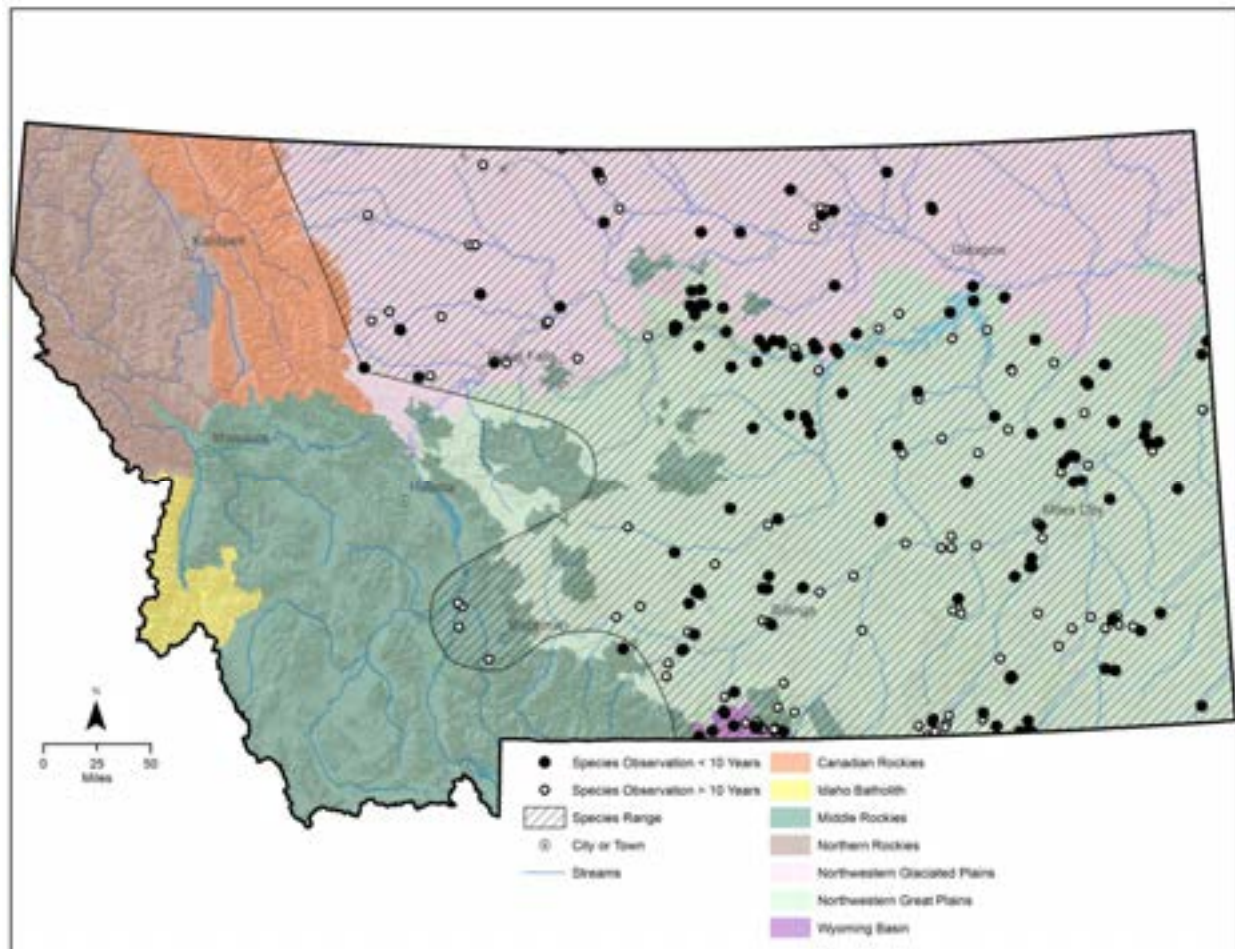 Kalispell
Glasgow
Great Falls
Missoula
Helena
Miles City
Bozeman
Billings
N
0 25 50
Miles
Species Observation < 10 Years
Species Observation > 10 Years
Species Range
City or Town
Streams
Canadian Rockies
Idaho Batholith
Middle Rockies
Northern Rockies
Northwestern Glaciated Plains
Northwestern Great Plains
Wyoming Basin